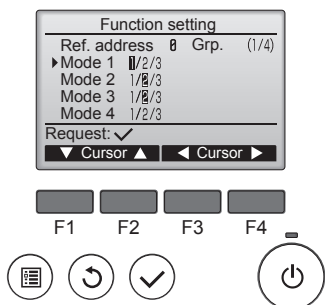 Function setting
Ref. address 0 Grp. (1/4)
Mode 1 1/2/3
Mode 2 1/2/3
Mode 3 1/2/3
Mode 4 1/2/3
Request: ✓
▼ Cursor ▲ ◀ Cursor ▶
F1 F2 F3 F4